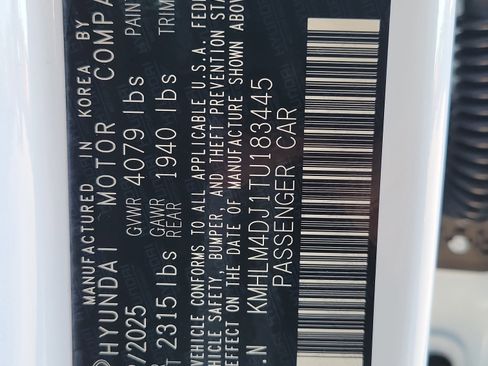 MANUFACTURED IN KOREA BY
HYUNDAI MOTOR COMPA
/2025 GVWR 4079 lbs PAIN
2315 lbs GAWR REAR 1940 lbs TRIM
VEHICLE CONFORMS TO ALL APPLICABLE U.S.A. FEDE
VEHICLE SAFETY, BUMPER, AND THEFT PREVENTION STA
EFFECT ON THE DATE OF MANUFACTURE SHOWN ABOV
.N KMHLM4DJ1TU183445
PASSENGER CAR